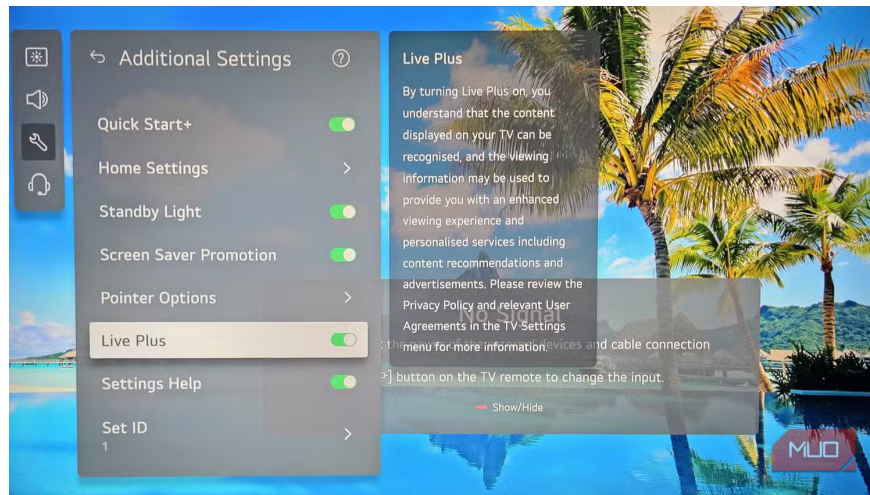 Additional Settings
?
Quick Start+
Home Settings
Standby Light
Screen Saver Promotion
Pointer Options
Live Plus
Settings Help
Set ID
1
Live Plus
By turning Live Plus on, you
understand that the content
displayed on your TV can be
recognised, and the viewing
information may be used to
provide you with an enhanced
viewing experience and
personalised services including
content recommendations and
advertisements. Please review the
Privacy Policy and relevant User
Agreements in the TV Settings
menu for more information.
No Signal
the power of the external devices and cable connection
] button on the TV remote to change the input.
Show/Hide
MUO